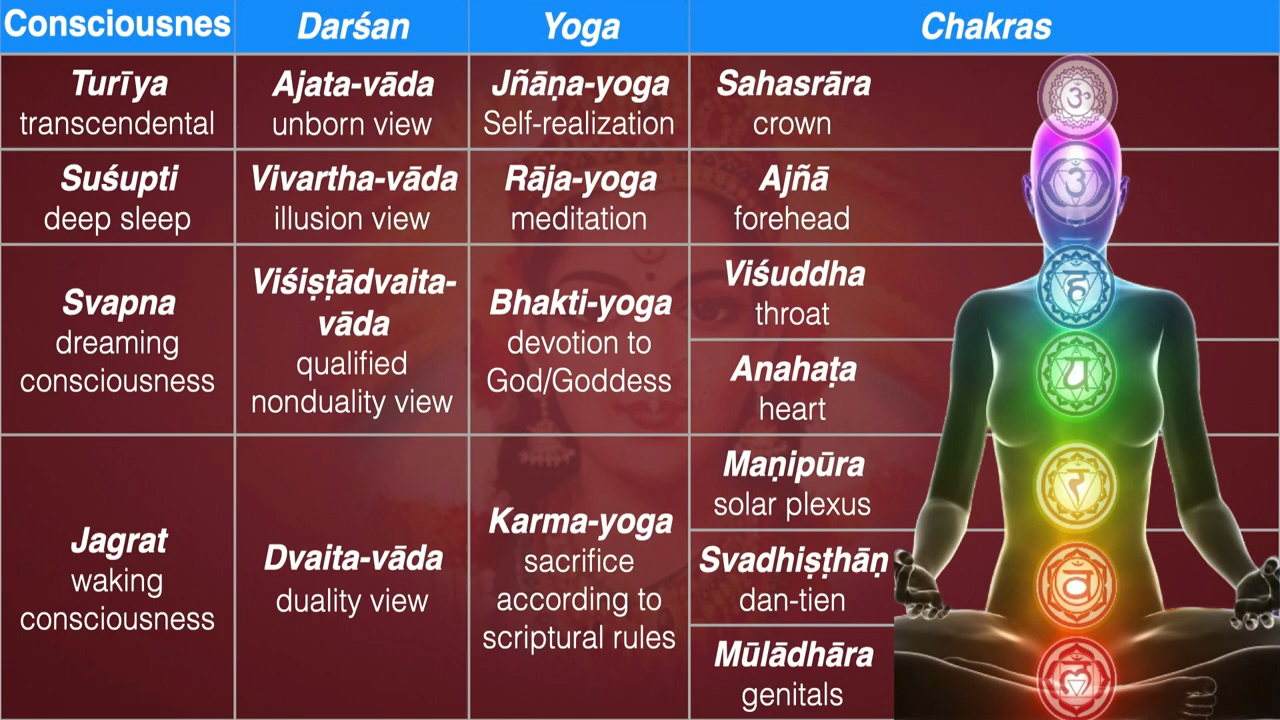 Consciousnes
Darśan
Yoga
Chakras
Turīya
transcendental
Ajata-vāda
unborn view
Jñāṇa-yoga
Self-realization
Sahasrāra
crown
Suśupti
deep sleep
Vivartha-vāda
illusion view
Rāja-yoga
meditation
Ajñā
forehead
Svapna
dreaming
consciousness
Viśiṣṭādvaita-
vāda
qualified
nonduality view
Bhakti-yoga
devotion to
God/Goddess
Viśuddha
throat
Anahaṭa
heart
Jagrat
waking
consciousness
Dvaita-vāda
duality view
Karma-yoga
sacrifice
according to
scriptural rules
Maṇipūra
solar plexus
Svadhiṣṭhāṇ
dan-tien
Mūlādhāra
genitals
ॐ